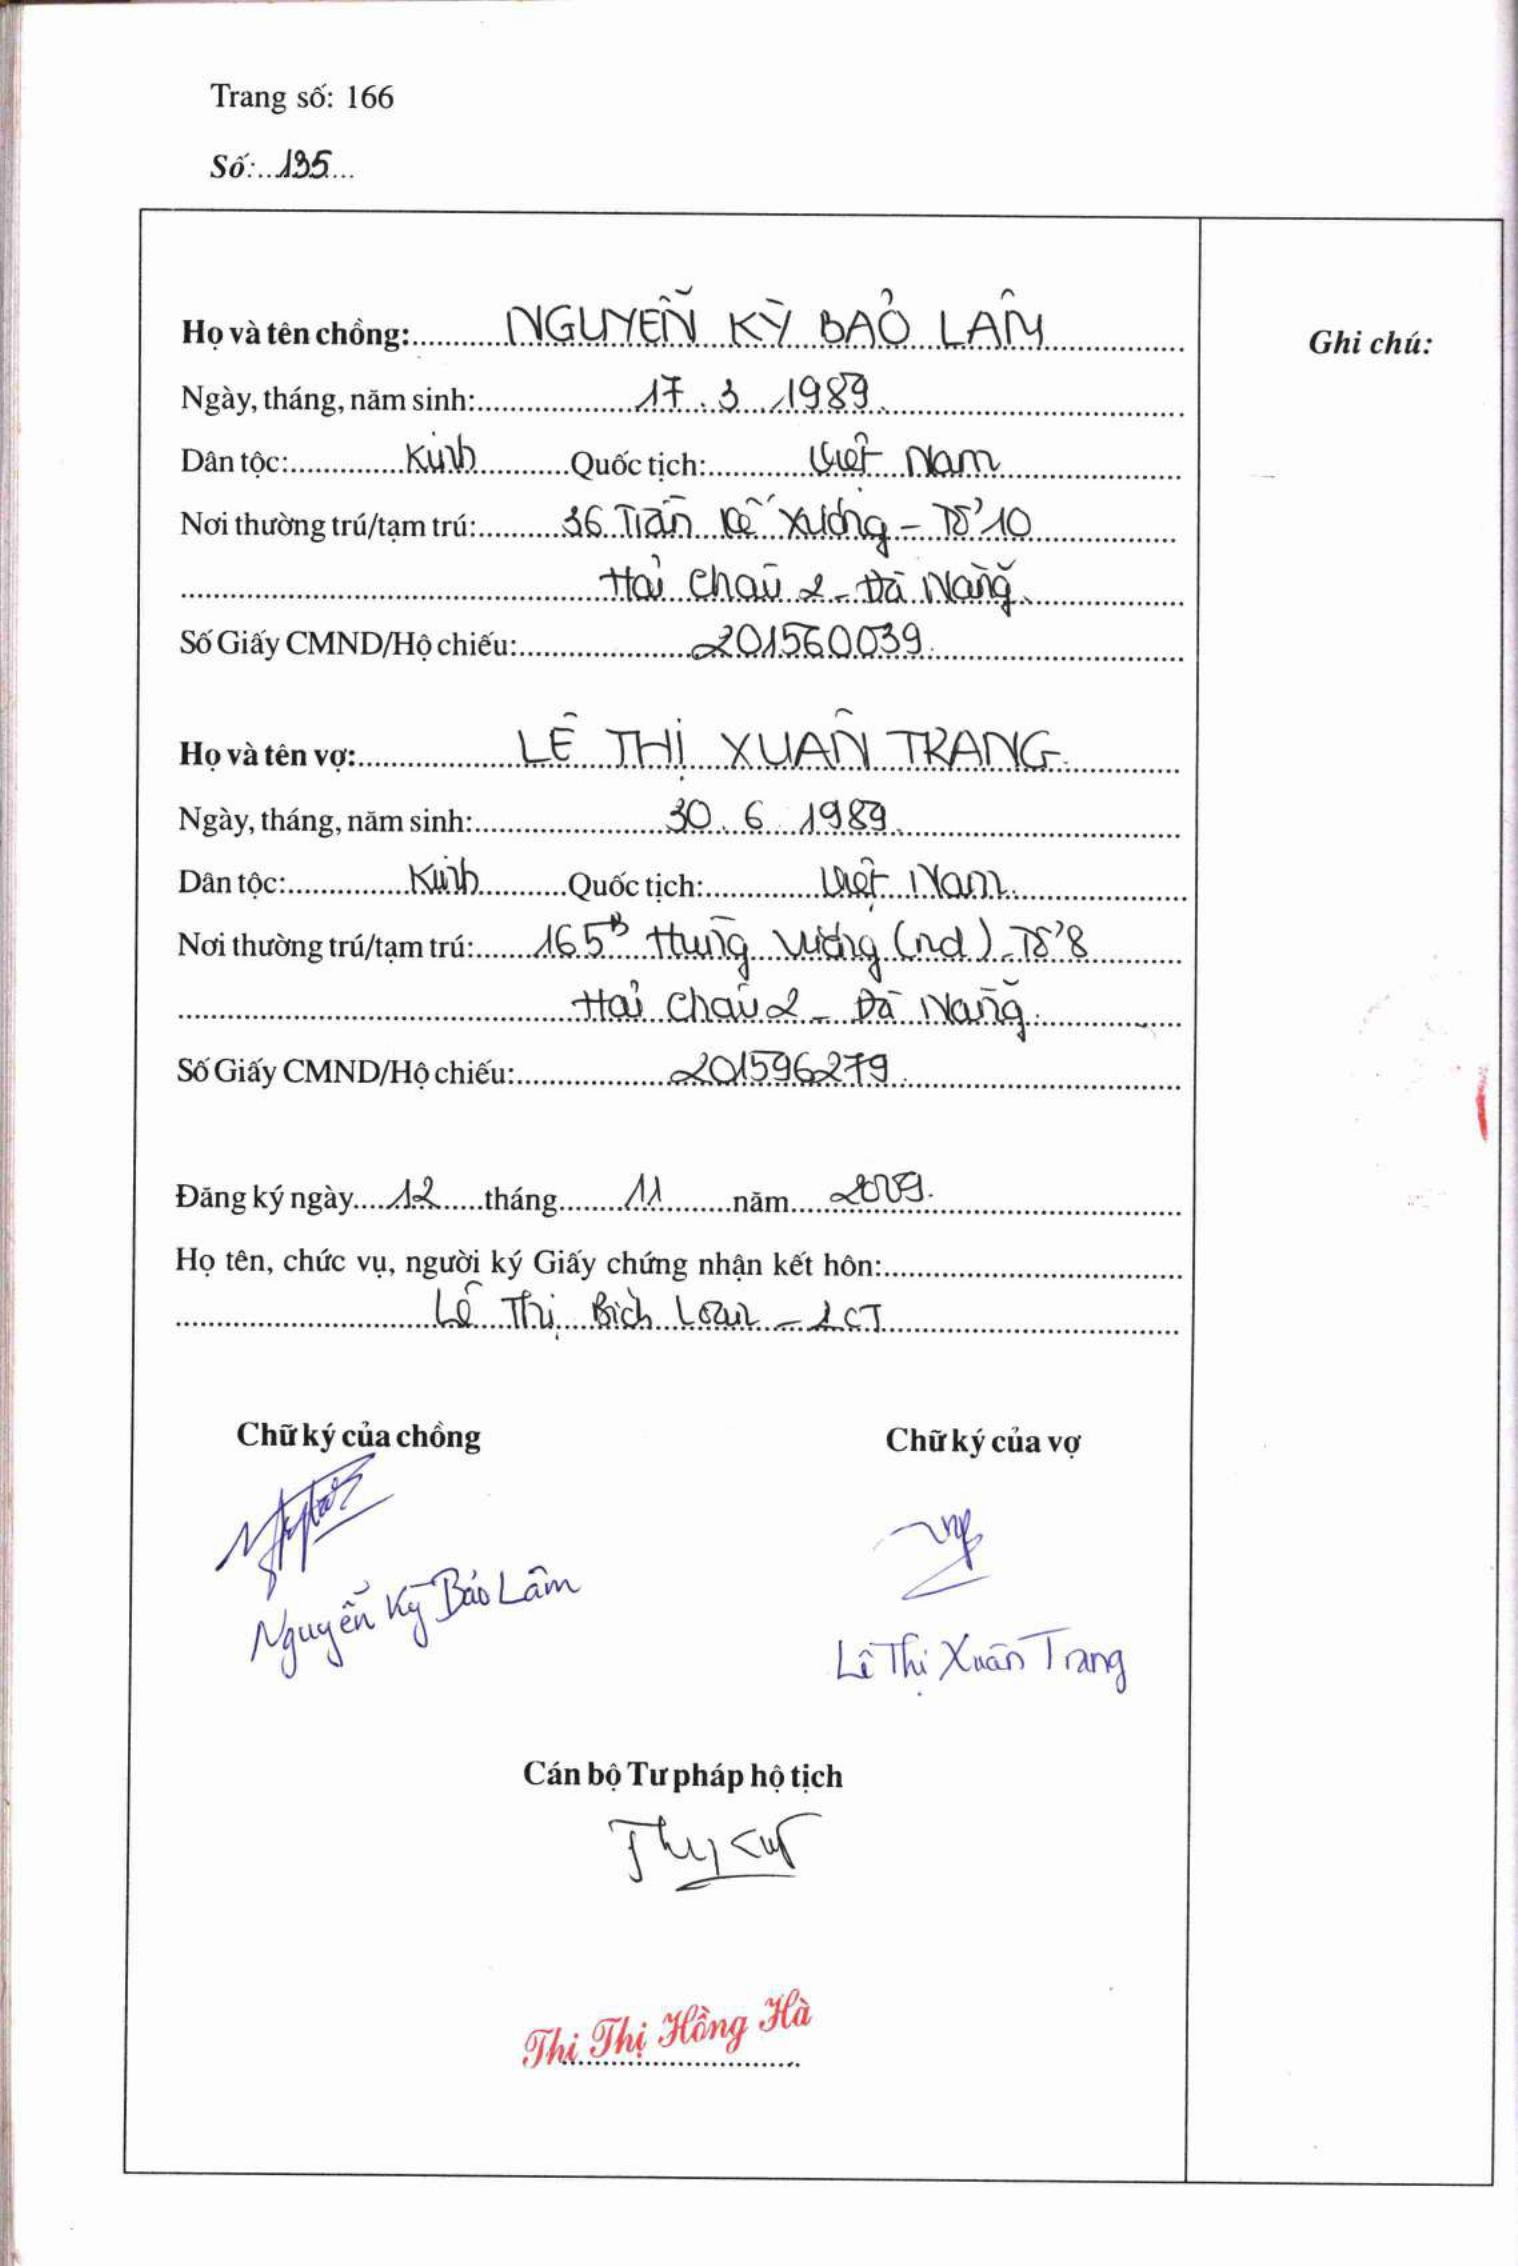 Trang số: 166
Số: 195
Họ và tên chồng: NGUYỄN KỲ BẢO LÂM
Ghi chú:
Ngày, tháng, năm sinh: 17.3.1989
Dân tộc: Kinh Quốc tịch: Việt Nam
Nơi thường trú/tạm trú: 36 Trần Kế Xương - Tổ 10
Hải Châu 2 - Đà Nẵng
Số Giấy CMND/Hộ chiếu: 201560039
Họ và tên vợ: LÊ THỊ XUÂN TRANG
Ngày, tháng, năm sinh: 30.6.1989
Dân tộc: Kinh Quốc tịch: Việt Nam
Nơi thường trú/tạm trú: 165B Hùng Vương (nd) - Tổ 8
Hải Châu 2 - Đà Nẵng
Số Giấy CMND/Hộ chiếu: 201596279
Đăng ký ngày 12 tháng 11 năm 2009
Họ tên, chức vụ, người ký Giấy chứng nhận kết hôn:
Lê Thị Bích Loan -
Chữ ký của chồng Chữ ký của vợ
Nguyễn Kỳ Bảo Lâm
Lê Thị Xuân Trang
Cán bộ Tư pháp hộ tịch
Thi Thị Hồng Hà